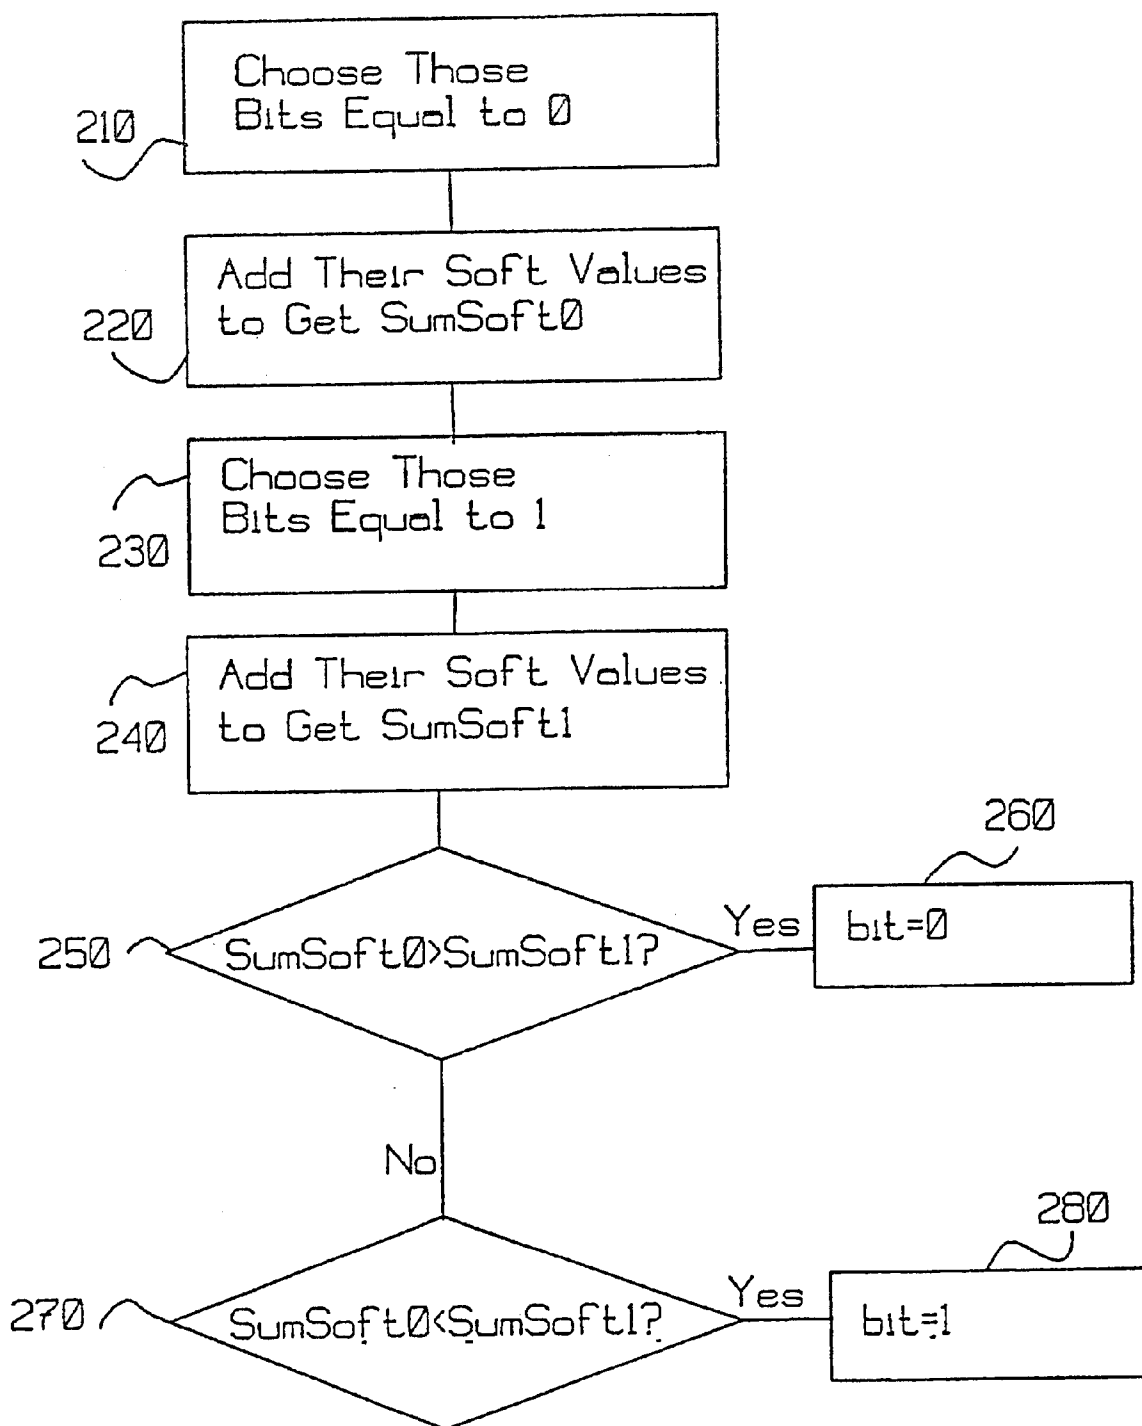 Choose Those
Bits Equal to 0
210
Add Their Soft Values
to Get SumSoft0
220
Choose Those
Bits Equal to 1
230
Add Their Soft Values
to Get SumSoft1
240
260
Yes
bit=0
250
SumSoft0>SumSoft1?
No
280
Yes
270
SumSoft0<SumSoft1?
bit=1